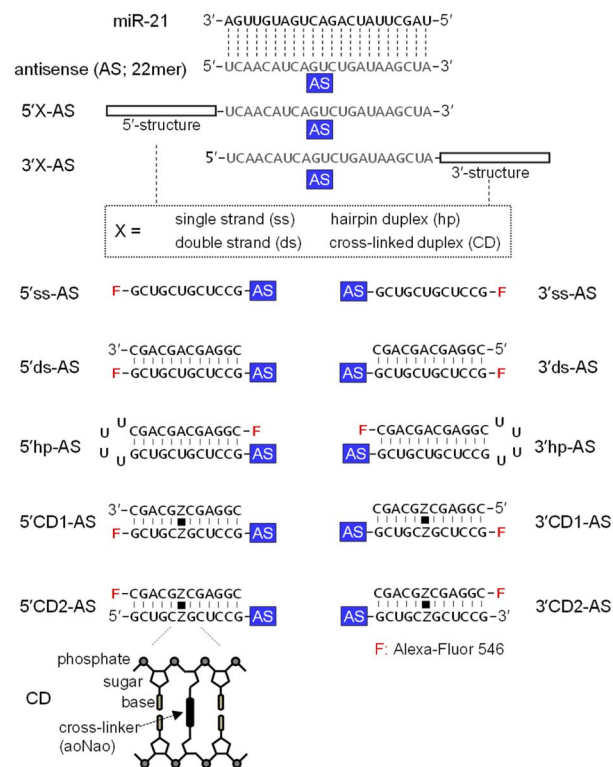 miR-21 3′-AGUUGUAGUCAGACUAUUCGAU-5′
antisense (AS; 22mer) 5′-UCAACAUCAGUCUGAUAAGCUA-3′
AS
5′X-AS -UCAACAUCAGUCUGAUAAGCUA-3′
5′-structure AS
3′X-AS 5′-UCAACAUCAGUCUGAUAAGCUA-
AS 3′-structure
X = single strand (ss) hairpin duplex (hp)
double strand (ds) cross-linked duplex (CD)
5′ss-AS F-GCUGCUGCUCCG-AS AS-GCUGCUGCUCCG-F 3′ss-AS
3′-CGACGACGAGGC CGACGACGAGGC-5′
5′ds-AS F-GCUGCUGCUCCG-AS AS-GCUGCUGCUCCG-F 3′ds-AS
U U CGACGACGAGGC-F F-CGACGACGAGGC U U
5′hp-AS U U GCUGCUGCUCCG-AS AS-GCUGCUGCUCCG U U 3′hp-AS
3′-CGACGZCGAGGC CGACGZCGAGGC-5′
5′CD1-AS F-GCUGCZGCUCCG-AS AS-GCUGCZGCUCCG-F 3′CD1-AS
F-CGACGZCGAGGC CGACGZCGAGGC-F
5′CD2-AS 5′-GCUGCZGCUCCG-AS AS-GCUGCZGCUCCG-3′ 3′CD2-AS
F: Alexa-Fluor 546
phosphate
sugar
base
CD
cross-linker
(aoNao)